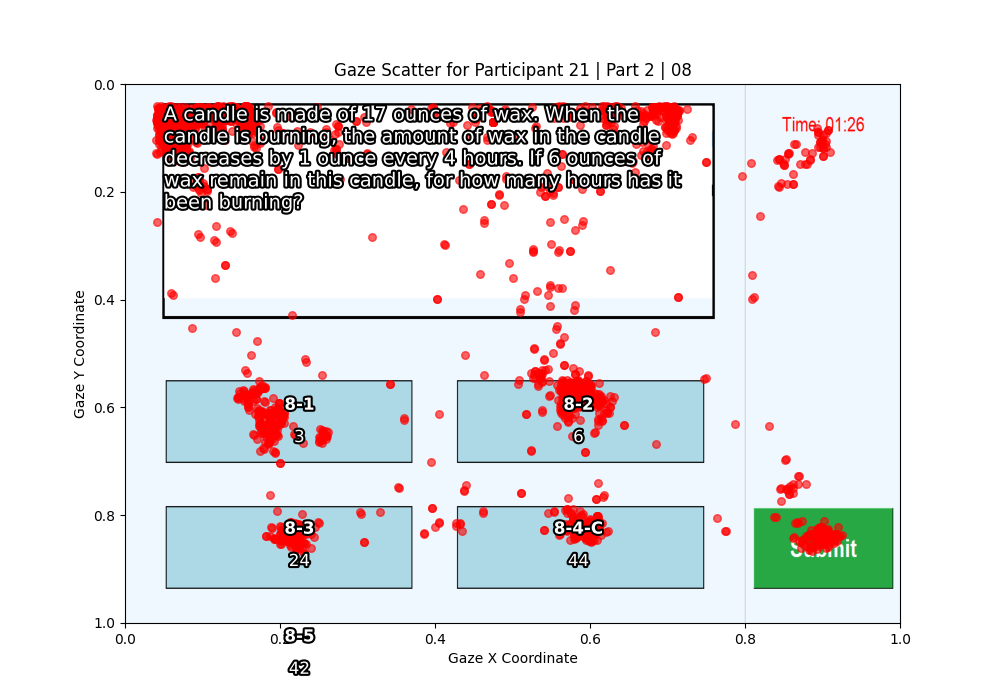 Gaze Scatter for Participant 21 | Part 2 | 08
A candle is made of 17 ounces of wax. When the
candle is burning, the amount of wax in the candle
decreases by 1 ounce every 4 hours. If 6 ounces of
wax remain in this candle, for how many hours has it
been burning?
Time: 01:26
8-1
3
8-2
6
8-3
24
8-4-C
44
Submit
8-5
42
0.0
0.2
0.4
0.6
0.8
1.0
Gaze Y Coordinate
0.0
0.2
0.4
0.6
0.8
1.0
Gaze X Coordinate